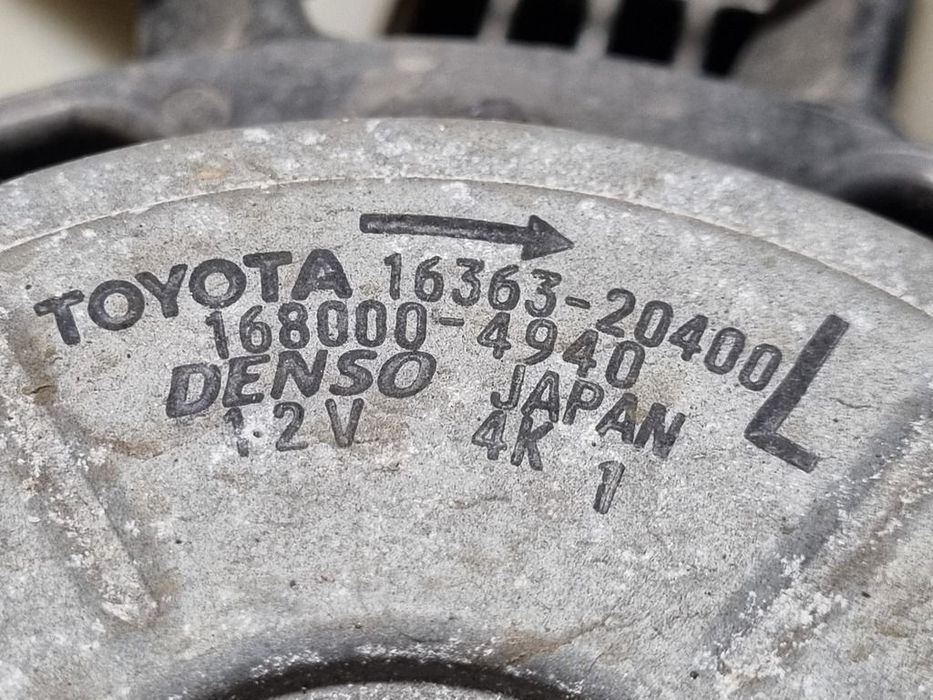 TOYOTA 16363-20400 L
168000-4940
DENSO JAPAN
12V 4K 1